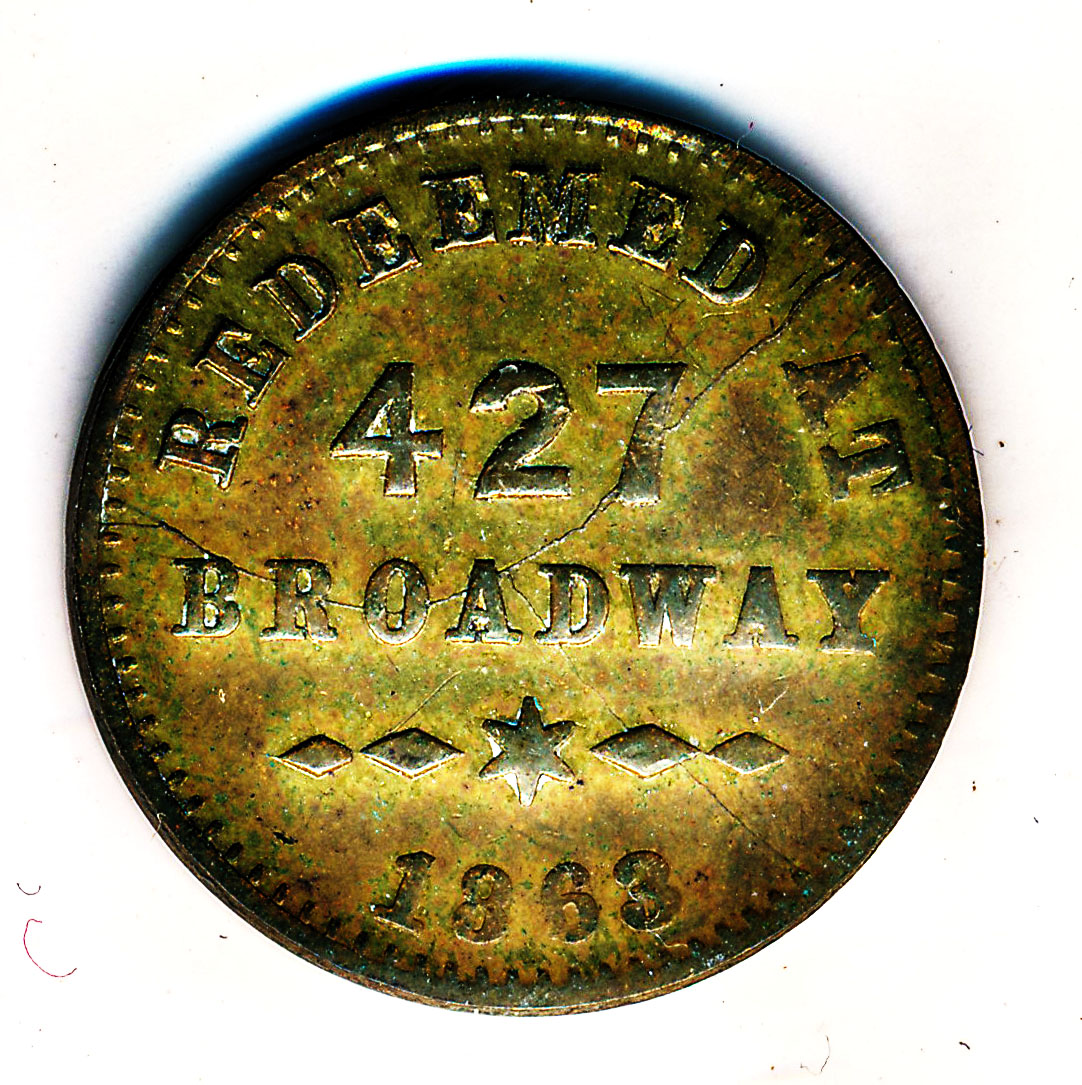 REDEEMED AT
427
BROADWAY
1863